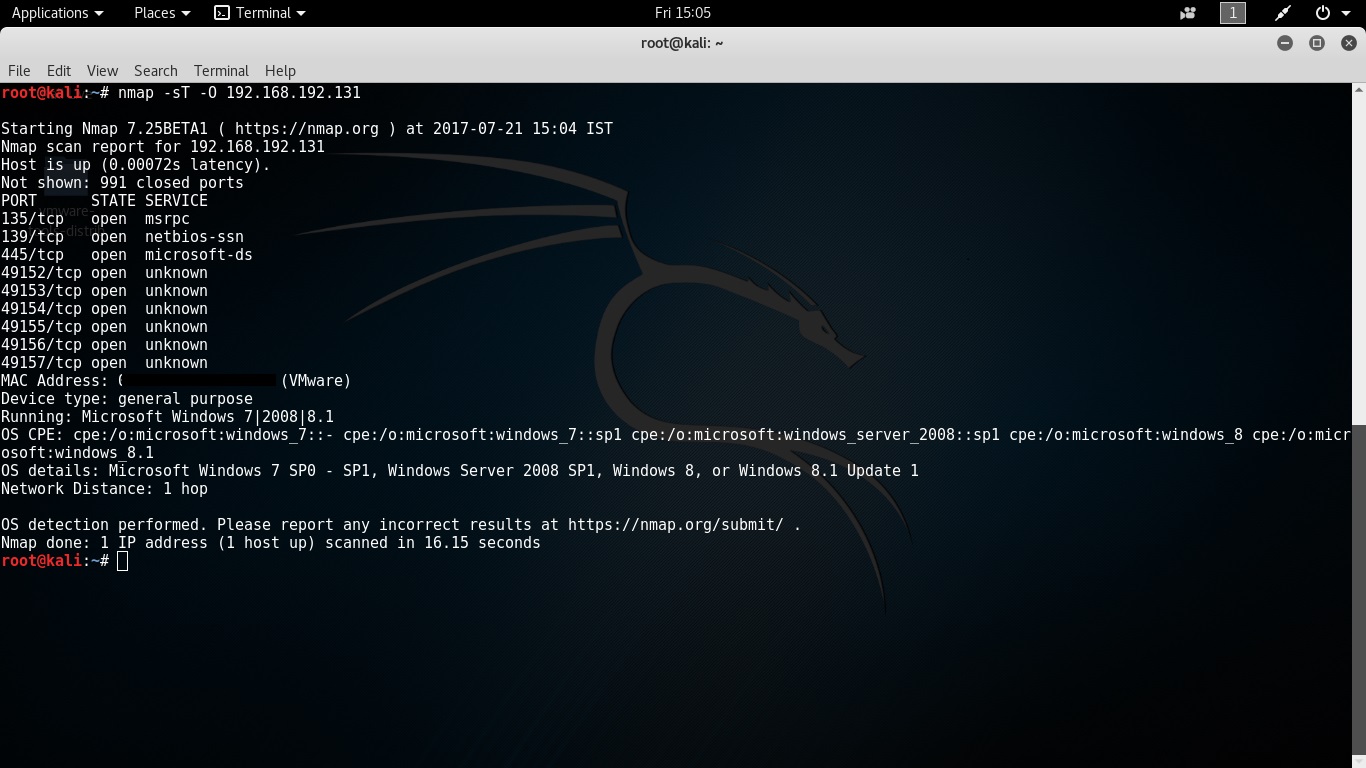 Applications Places Terminal Fri 15:05 1
root@kali: ~
File Edit View Search Terminal Help
root@kali:~# nmap -sT -O 192.168.192.131
Starting Nmap 7.25BETA1 ( https://nmap.org ) at 2017-07-21 15:04 IST
Nmap scan report for 192.168.192.131
Host is up (0.00072s latency).
Not shown: 991 closed ports
PORT STATE SERVICE
135/tcp open msrpc
139/tcp open netbios-ssn
445/tcp open microsoft-ds
49152/tcp open unknown
49153/tcp open unknown
49154/tcp open unknown
49155/tcp open unknown
49156/tcp open unknown
49157/tcp open unknown
MAC Address: (VMware)
Device type: general purpose
Running: Microsoft Windows 7|2008|8.1
OS CPE: cpe:/o:microsoft:windows_7::- cpe:/o:microsoft:windows_7::sp1 cpe:/o:microsoft:windows_server_2008::sp1 cpe:/o:microsoft:windows_8 cpe:/o:micr
osoft:windows_8.1
OS details: Microsoft Windows 7 SP0 - SP1, Windows Server 2008 SP1, Windows 8, or Windows 8.1 Update 1
Network Distance: 1 hop
OS detection performed. Please report any incorrect results at https://nmap.org/submit/ .
Nmap done: 1 IP address (1 host up) scanned in 16.15 seconds
root@kali:~#